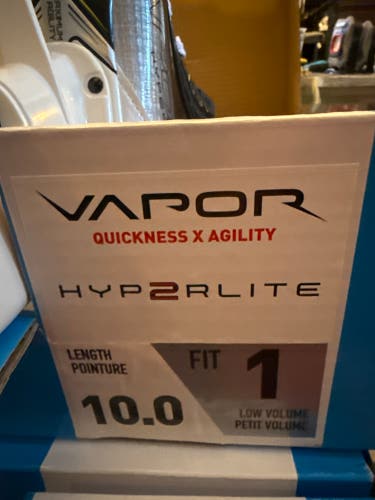 VAPOR
QUICKNESS X AGILITY
HYP2RLITE
LENGTH
POINTURE
10.0
FIT 1
LOW VOLUME
PETIT VOLUME